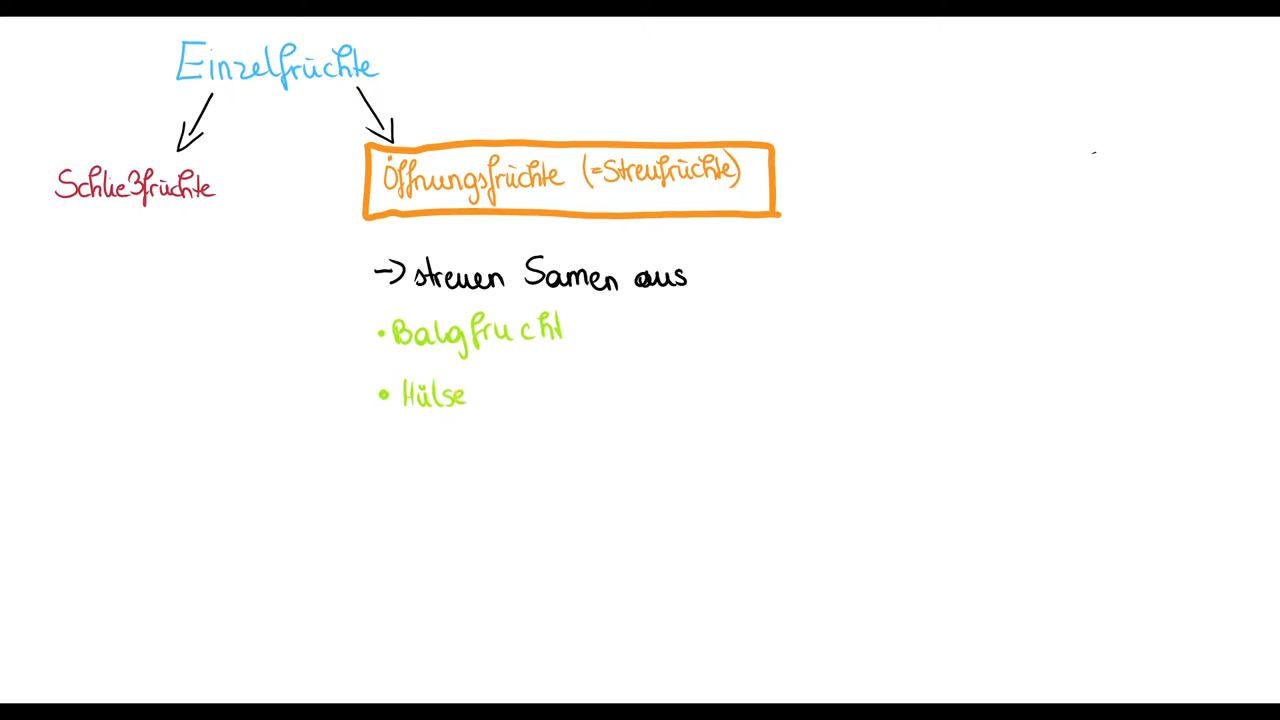 Einzelfrüchte
Schließfrüchte
Öffnungsfrüchte (=Streufrüchte)
→ streuen Samen aus
• Balgfrucht
• Hülse